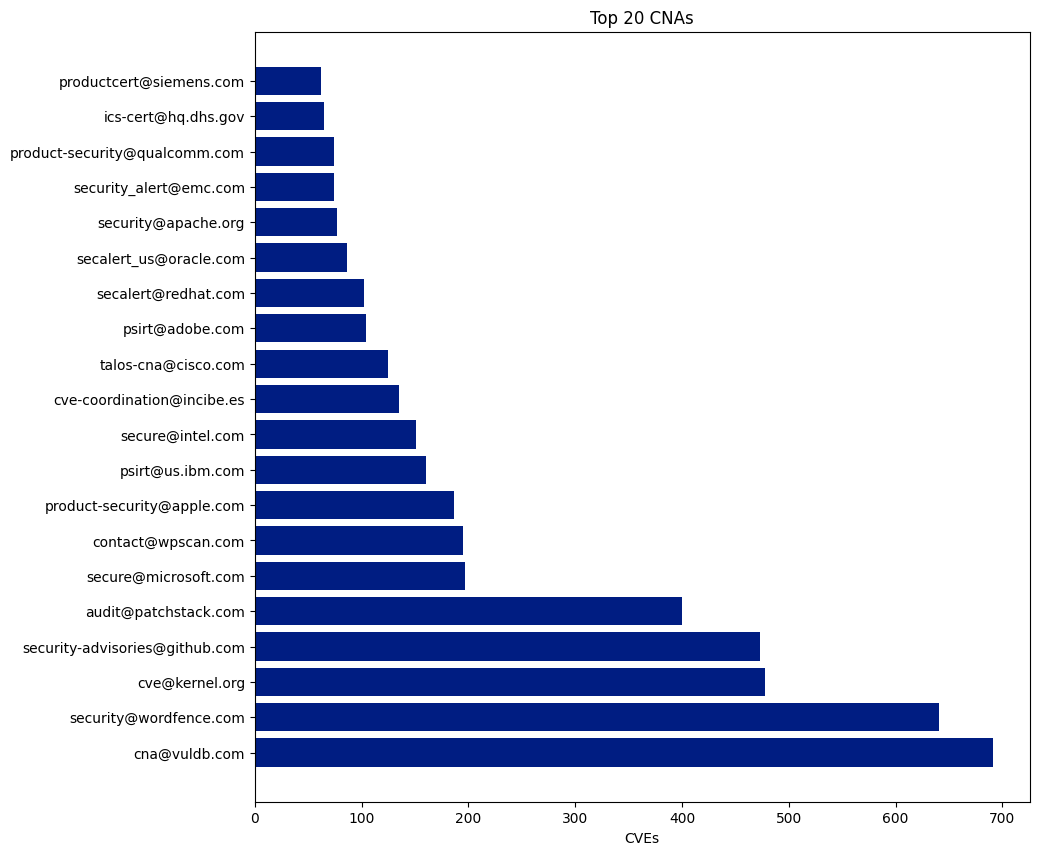 Top 20 CNAs
productcert@siemens.com
ics-cert@hq.dhs.gov
product-security@qualcomm.com
security_alert@emc.com
security@apache.org
secalert_us@oracle.com
secalert@redhat.com
psirt@adobe.com
talos-cna@cisco.com
cve-coordination@incibe.es
secure@intel.com
psirt@us.ibm.com
product-security@apple.com
contact@wpscan.com
secure@microsoft.com
audit@patchstack.com
security-advisories@github.com
cve@kernel.org
security@wordfence.com
cna@vuldb.com
0 100 200 300 400 500 600 700
CVEs